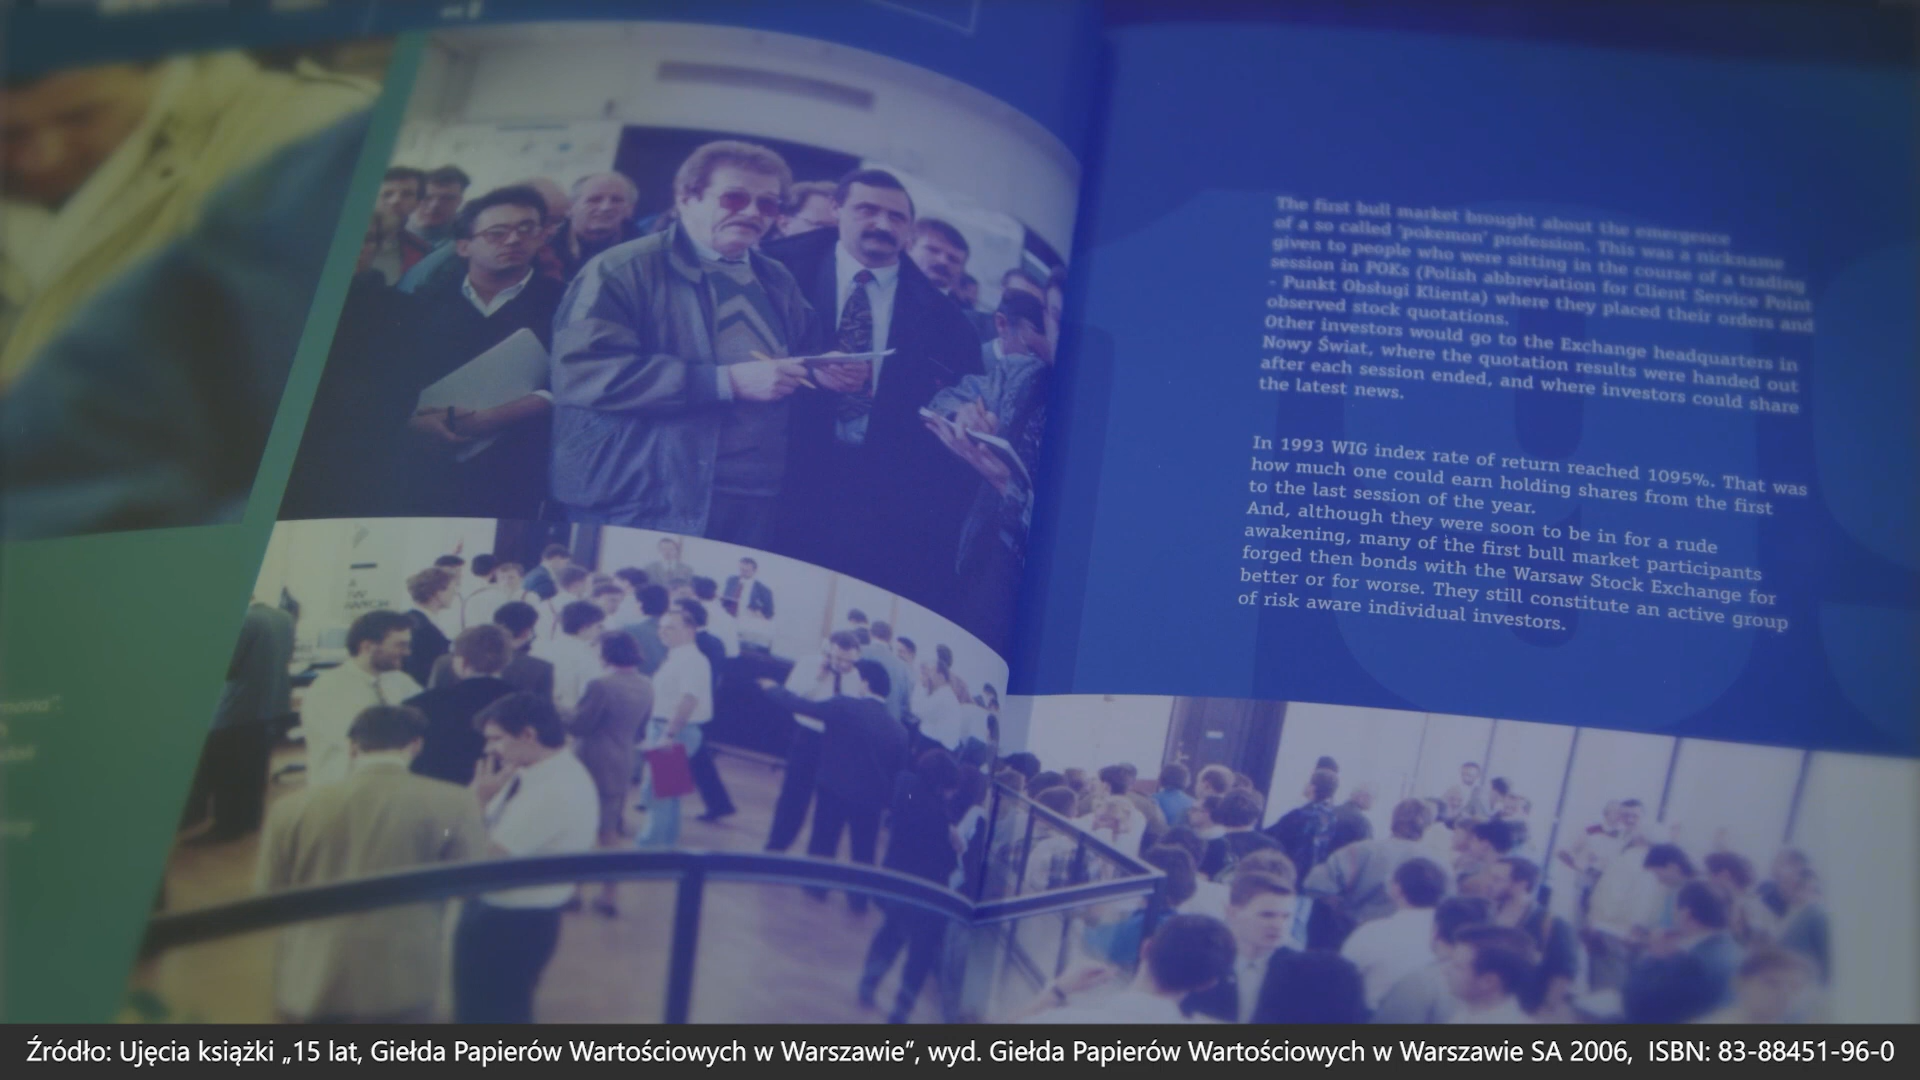 The first bull market brought about the emergence
of a so called 'pokemon' profession. This was a nickname
given to people who were sitting in the course of a trading
session in POKs (Polish abbreviation for Client Service Point
- Punkt Obsługi Klienta) where they placed their orders and
observed stock quotations.
Other investors would go to the Exchange headquarters in
Nowy Świat, where the quotation results were handed out
after each session ended, and where investors could share
the latest news.
In 1993 WIG index rate of return reached 1095%. That was
how much one could earn holding shares from the first
to the last session of the year.
And, although they were soon to be in for a rude
awakening, many of the first bull market participants
forged then bonds with the Warsaw Stock Exchange for
better or for worse. They still constitute an active group
of risk aware individual investors.
Źródło: Ujęcia książki „15 lat, Giełda Papierów Wartościowych w Warszawie”, wyd. Giełda Papierów Wartościowych w Warszawie SA 2006, ISBN: 83-88451-96-0